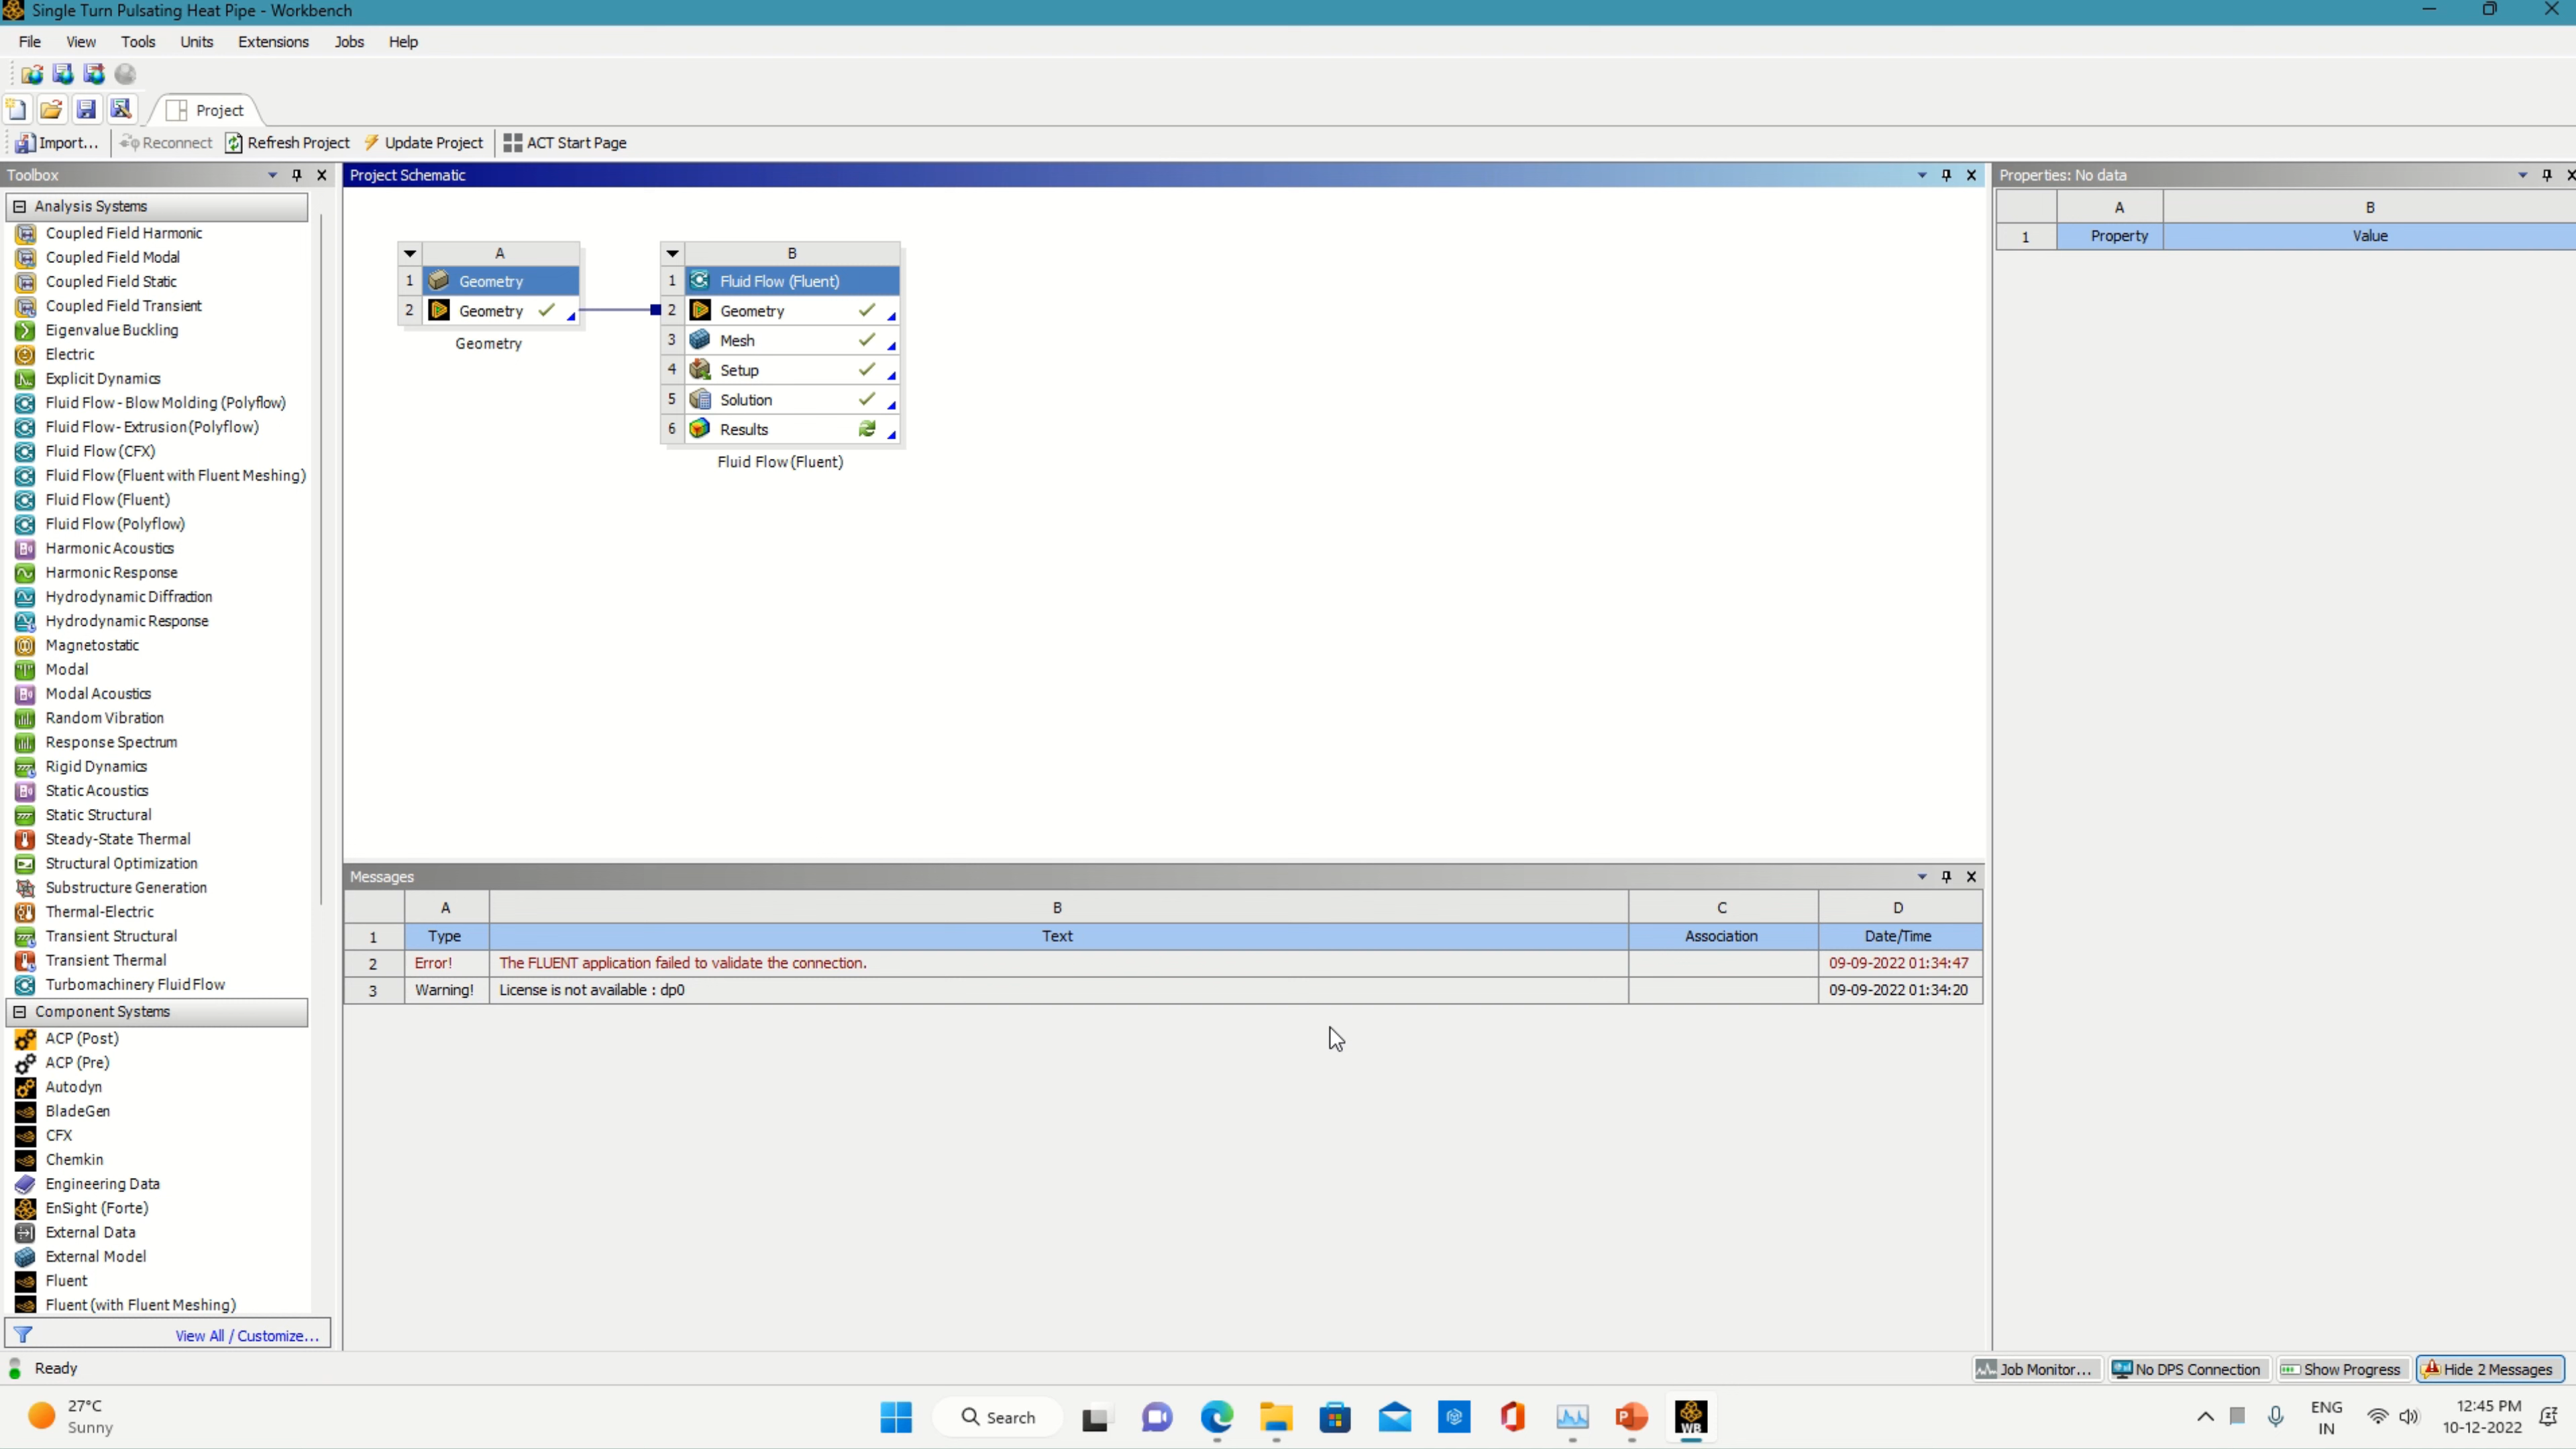 Single Turn Pulsating Heat Pipe - Workbench
File View Tools Units Extensions Jobs Help
Project
Import... Reconnect Refresh Project Update Project ACT Start Page
Toolbox
Analysis Systems
Coupled Field Harmonic
Coupled Field Modal
Coupled Field Static
Coupled Field Transient
Eigenvalue Buckling
Electric
Explicit Dynamics
Fluid Flow - Blow Molding (Polyflow)
Fluid Flow- Extrusion (Polyflow)
Fluid Flow (CFX)
Fluid Flow (Fluent with Fluent Meshing)
Fluid Flow (Fluent)
Fluid Flow (Polyflow)
Harmonic Acoustics
Harmonic Response
Hydrodynamic Diffraction
Hydrodynamic Response
Magnetostatic
Modal
Modal Acoustics
Random Vibration
Response Spectrum
Rigid Dynamics
Static Acoustics
Static Structural
Steady-State Thermal
Structural Optimization
Substructure Generation
Thermal-Electric
Transient Structural
Transient Thermal
Turbomachinery Fluid Flow
Component Systems
ACP (Post)
ACP (Pre)
Autodyn
BladeGen
CFX
Chemkin
Engineering Data
EnSight (Forte)
External Data
External Model
Fluent
Fluent (with Fluent Meshing)
View All / Customize...
Project Schematic
A
1 Geometry
2 Geometry
Geometry
B
1 Fluid Flow (Fluent)
2 Geometry
3 Mesh
4 Setup
5 Solution
6 Results
Fluid Flow (Fluent)
Properties: No data
A B
1 Property Value
Messages
A B C D
1 Type Text Association Date/Time
2 Error! The FLUENT application failed to validate the connection. 09-09-2022 01:34:47
3 Warning! License is not available : dp0 09-09-2022 01:34:20
Ready
Job Monitor... No DPS Connection Show Progress Hide 2 Messages
27°C
Sunny
Search
WB
ENG
IN
12:45 PM
10-12-2022